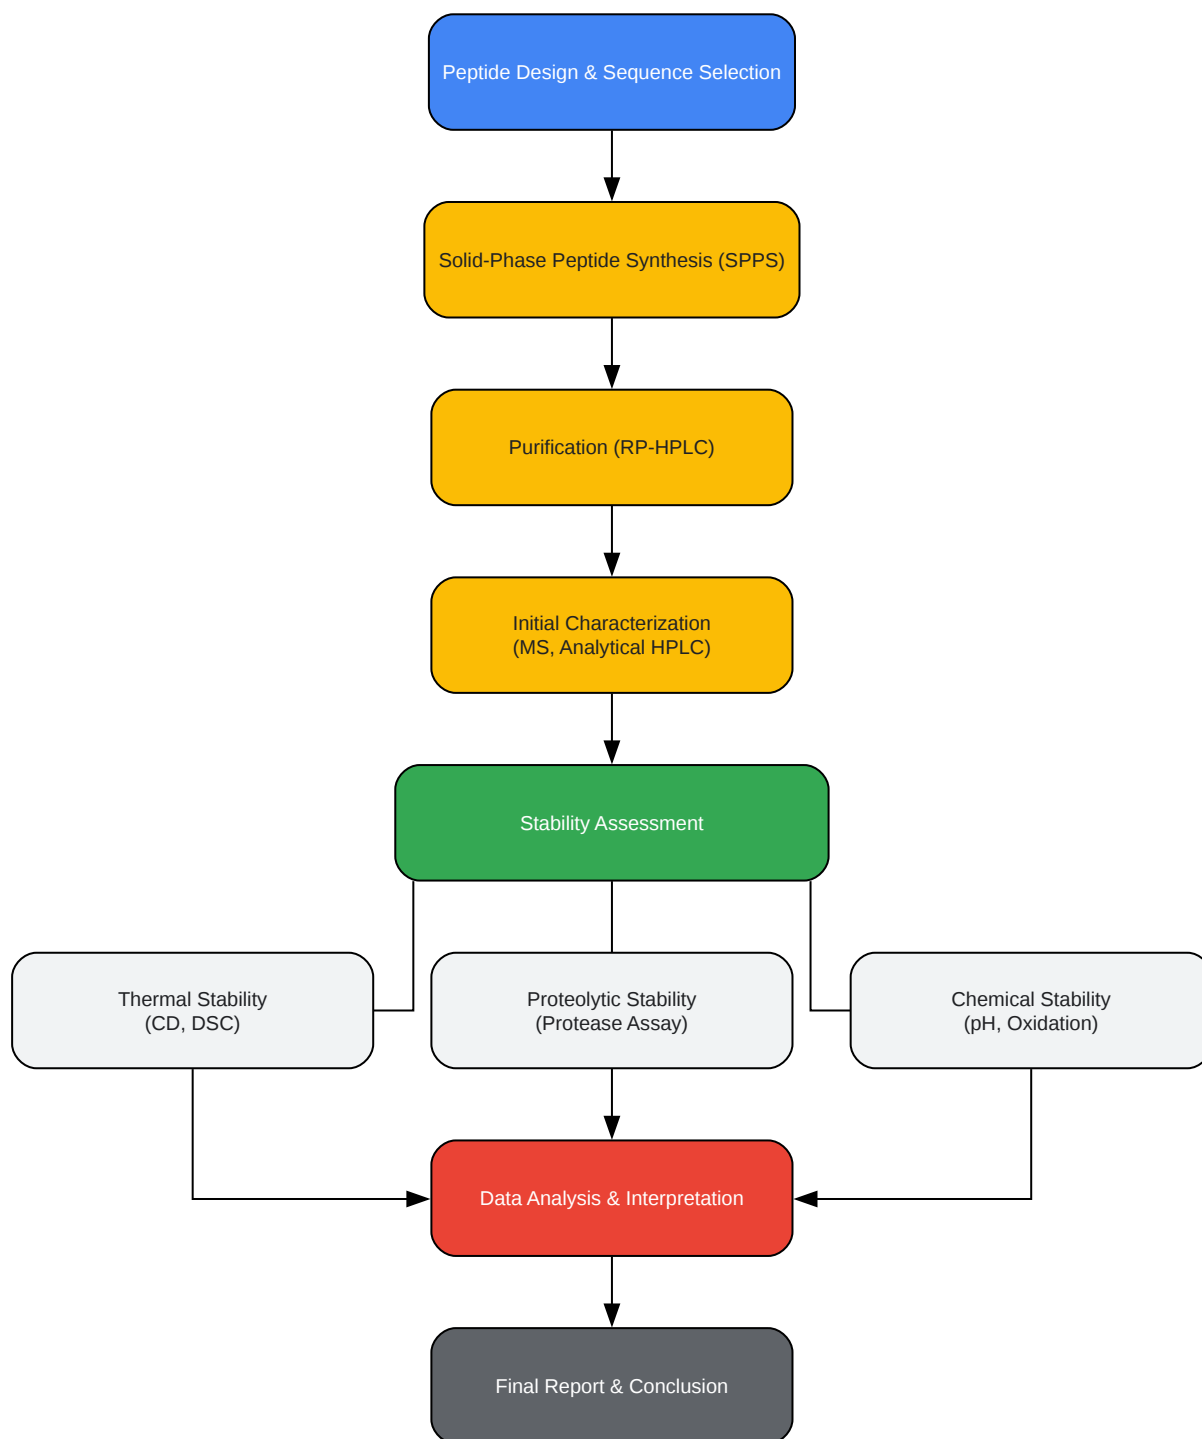 Peptide Design & Sequence Selection
Solid-Phase Peptide Synthesis (SPPS)
Purification (RP-HPLC)
Initial Characterization
(MS, Analytical HPLC)
Stability Assessment
Thermal Stability
(CD, DSC)
Proteolytic Stability
(Protease Assay)
Chemical Stability
(pH, Oxidation)
Data Analysis & Interpretation
Final Report & Conclusion